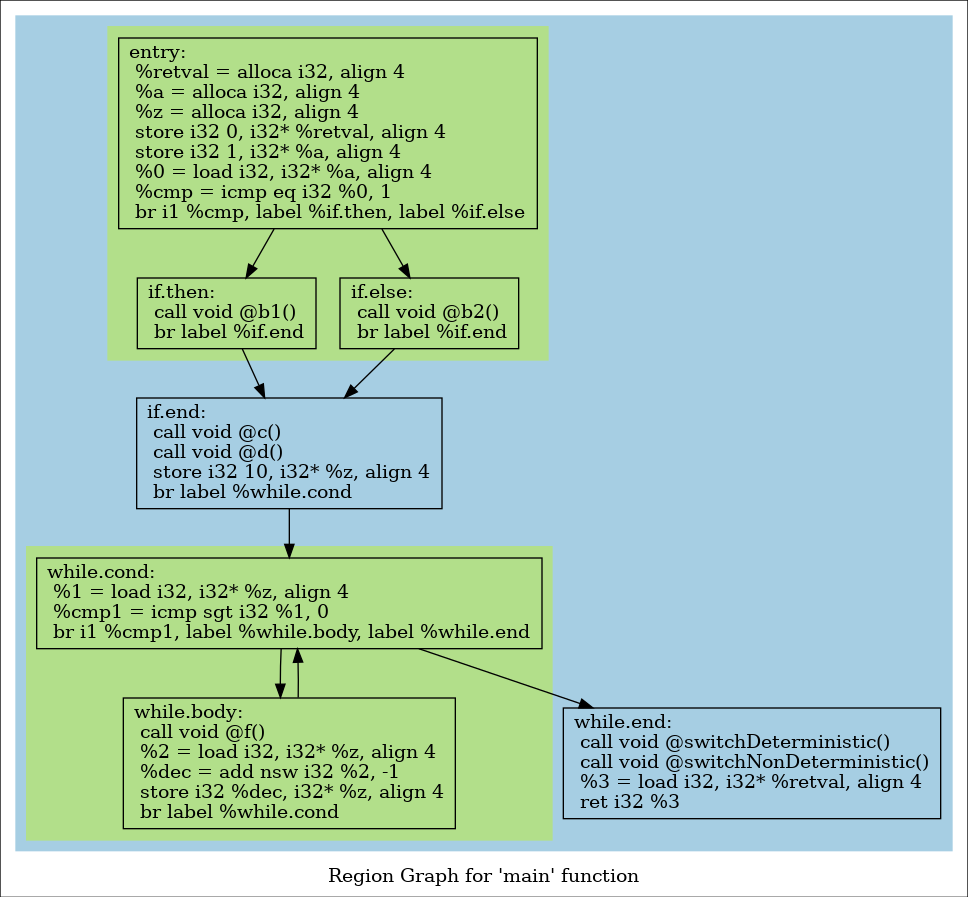 entry:
%retval = alloca i32, align 4
%a = alloca i32, align 4
%z = alloca i32, align 4
store i32 0, i32* %retval, align 4
store i32 1, i32* %a, align 4
%0 = load i32, i32* %a, align 4
%cmp = icmp eq i32 %0, 1
br i1 %cmp, label %if.then, label %if.else
if.then:
call void @b1()
br label %if.end
if.else:
call void @b2()
br label %if.end
if.end:
call void @c()
call void @d()
store i32 10, i32* %z, align 4
br label %while.cond
while.cond:
%1 = load i32, i32* %z, align 4
%cmp1 = icmp sgt i32 %1, 0
br i1 %cmp1, label %while.body, label %while.end
while.body:
call void @f()
%2 = load i32, i32* %z, align 4
%dec = add nsw i32 %2, -1
store i32 %dec, i32* %z, align 4
br label %while.cond
while.end:
call void @switchDeterministic()
call void @switchNonDeterministic()
%3 = load i32, i32* %retval, align 4
ret i32 %3
Region Graph for 'main' function